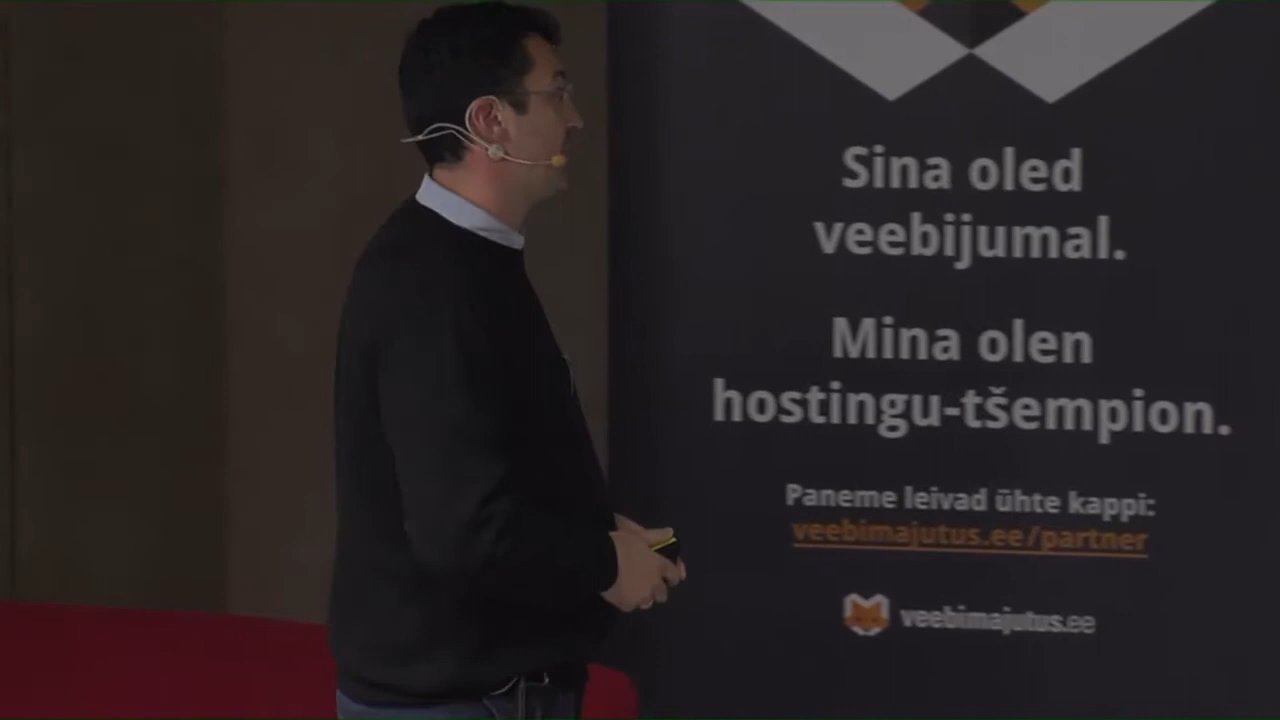 Sina oled
veebijumal.
Mina olen
hostingu-tšempion.
Paneme leivad ühte kappi:
veebimajutus.ee/partner
veebimajutus.ee